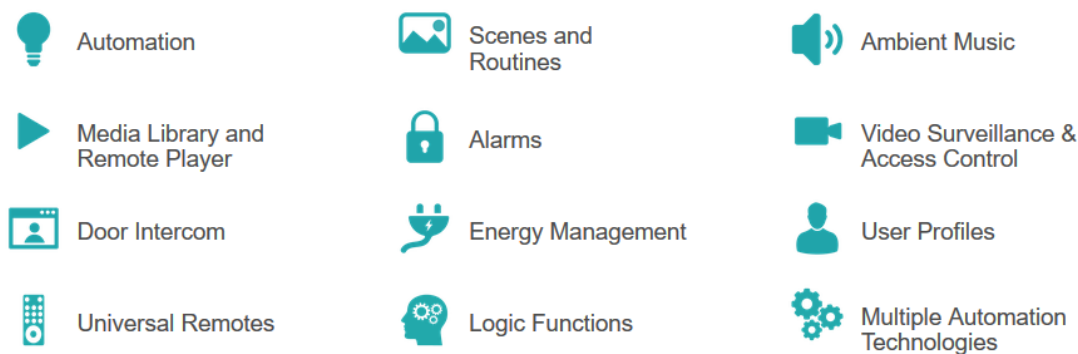 Automation
Scenes and
Routines
Ambient Music
Media Library and
Remote Player
Alarms
Video Surveillance &
Access Control
Door Intercom
Energy Management
User Profiles
Universal Remotes
Logic Functions
Multiple Automation
Technologies